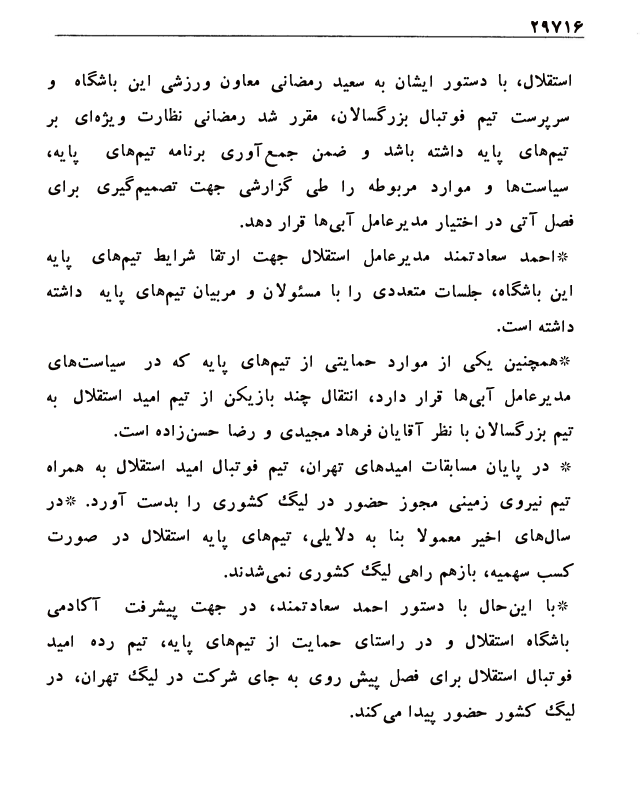 ۲۹۷۱۶
استقلال، با دستور ایشان به سعید رمضانی معاون ورزشی این باشگاه و
سرپرست تیم فوتبال بزرگسالان، مقرر شد رمضانی نظارت ویژه‌ای بر
تیم‌های پایه داشته باشد و ضمن جمع‌آوری برنامه تیم‌های پایه،
سیاست‌ها و موارد مربوطه را طی گزارشی جهت تصمیم‌گیری برای
فصل آتی در اختیار مدیرعامل آبی‌ها قرار دهد.
*احمد سعادتمند مدیرعامل استقلال جهت ارتقا شرایط تیم‌های پایه
این باشگاه، جلسات متعددی را با مسئولان و مربیان تیم‌های پایه داشته
داشته است.
*همچنین یکی از موارد حمایتی از تیم‌های پایه که در سیاست‌های
مدیرعامل آبی‌ها قرار دارد، انتقال چند بازیکن از تیم امید استقلال به
تیم بزرگسالان با نظر آقایان فرهاد مجیدی و رضا حسن‌زاده است.
* در پایان مسابقات امیدهای تهران، تیم فوتبال امید استقلال به همراه
تیم نیروی زمینی مجوز حضور در لیگ کشوری را بدست آورد. *در
سال‌های اخیر معمولا بنا به دلایلی، تیم‌های پایه استقلال در صورت
کسب سهمیه، بازهم راهی لیگ کشوری نمی‌شدند.
*با این‌حال با دستور احمد سعادتمند، در جهت پیشرفت آکادمی
باشگاه استقلال و در راستای حمایت از تیم‌های پایه، تیم رده امید
فوتبال استقلال برای فصل پیش روی به جای شرکت در لیگ تهران، در
لیگ کشور حضور پیدا می‌کند.